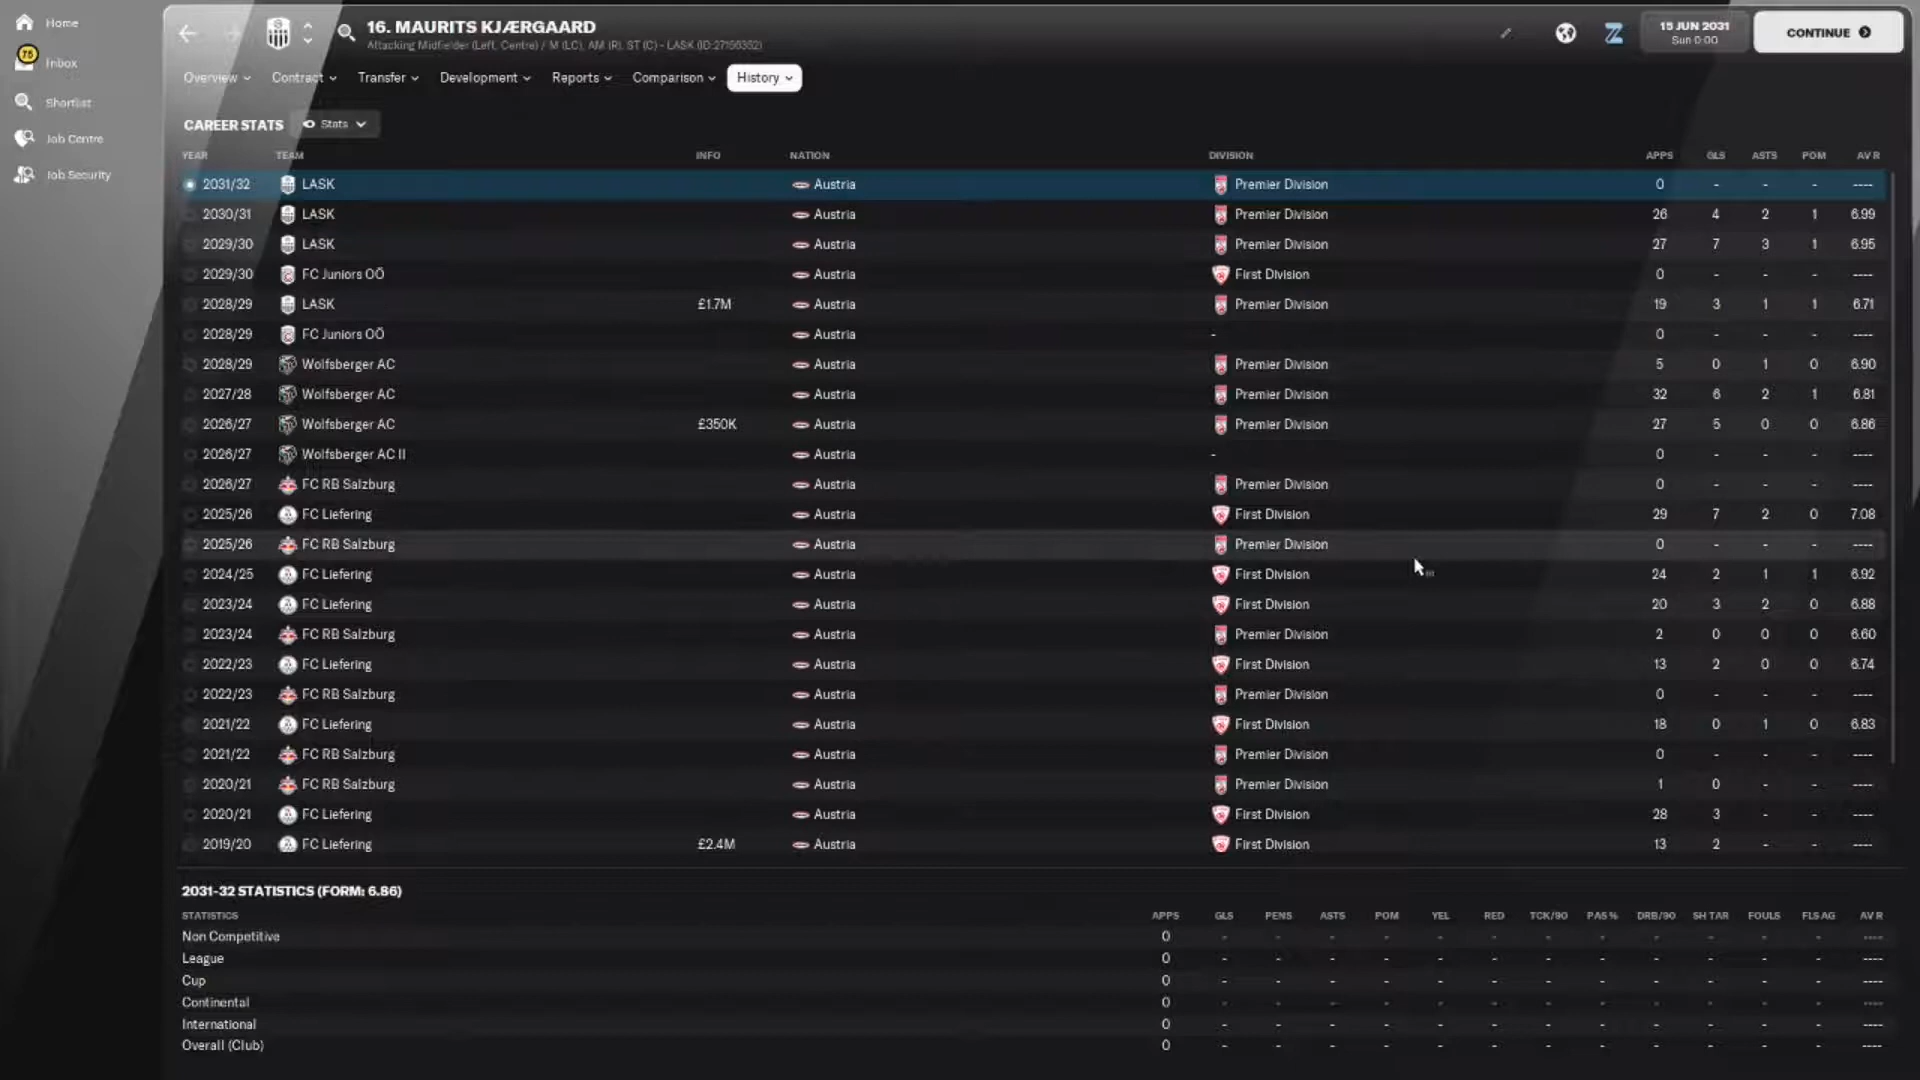 Home
75
Inbox
Shortlist
Job Centre
Job Security
16. MAURITS KJÆRGAARD
Attacking Midfielder (Left, Centre) / M (LC), AM (R), ST (C) - LASK (ID:27156352)
15 JUN 2031
Sun 0:00
CONTINUE
Overview Contract Transfer Development Reports Comparison History
CAREER STATS Stats
YEAR TEAM INFO NATION DIVISION APPS GLS ASTS POM AV R
2031/32 LASK Austria Premier Division 0 - - - ----
2030/31 LASK Austria Premier Division 26 4 2 1 6.99
2029/30 LASK Austria Premier Division 27 7 3 1 6.95
2029/30 FC Juniors OÖ Austria First Division 0 - - - ----
2028/29 LASK £1.7M Austria Premier Division 19 3 1 1 6.71
2028/29 FC Juniors OÖ Austria - 0 - - - ----
2028/29 Wolfsberger AC Austria Premier Division 5 0 1 0 6.90
2027/28 Wolfsberger AC Austria Premier Division 32 6 2 1 6.81
2026/27 Wolfsberger AC £350K Austria Premier Division 27 5 0 0 6.86
2026/27 Wolfsberger AC II Austria - 0 - - - ----
2026/27 FC RB Salzburg Austria Premier Division 0 - - - ----
2025/26 FC Liefering Austria First Division 29 7 2 0 7.08
2025/26 FC RB Salzburg Austria Premier Division 0 - - - ----
2024/25 FC Liefering Austria First Division 24 2 1 1 6.92
2023/24 FC Liefering Austria First Division 20 3 2 0 6.88
2023/24 FC RB Salzburg Austria Premier Division 2 0 0 0 6.60
2022/23 FC Liefering Austria First Division 13 2 0 0 6.74
2022/23 FC RB Salzburg Austria Premier Division 0 - - - ----
2021/22 FC Liefering Austria First Division 18 0 1 0 6.83
2021/22 FC RB Salzburg Austria Premier Division 0 - - - ----
2020/21 FC RB Salzburg Austria Premier Division 1 0 - - ----
2020/21 FC Liefering Austria First Division 28 3 - - ----
2019/20 FC Liefering £2.4M Austria First Division 13 2 - - ----
2031-32 STATISTICS (FORM: 6.86)
STATISTICS APPS GLS PENS ASTS POM YEL RED TCK/90 PAS % DRB/90 SH TAR FOULS FLS AG AV R
Non Competitive 0 - - - - - - - - - - - - ----
League 0 - - - - - - - - - - - - ----
Cup 0 - - - - - - - - - - - - ----
Continental 0 - - - - - - - - - - - - ----
International 0 - - - - - - - - - - - - ----
Overall (Club) 0 - - - - - - - - - - - - ----